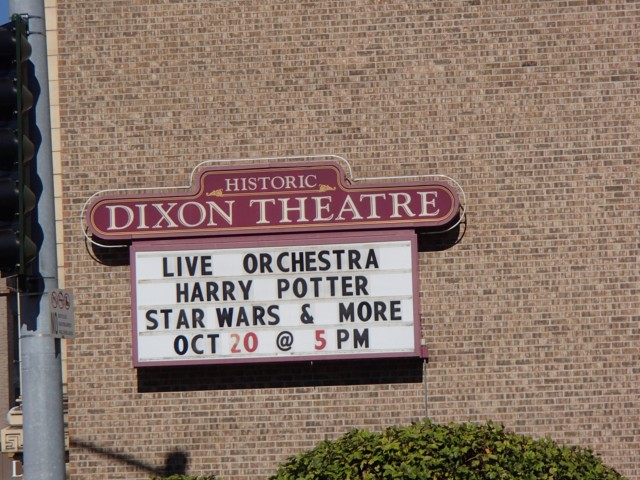 HISTORIC
DIXON THEATRE
LIVE ORCHESTRA
HARRY POTTER
STAR WARS & MORE
OCT 20 @ 5 PM